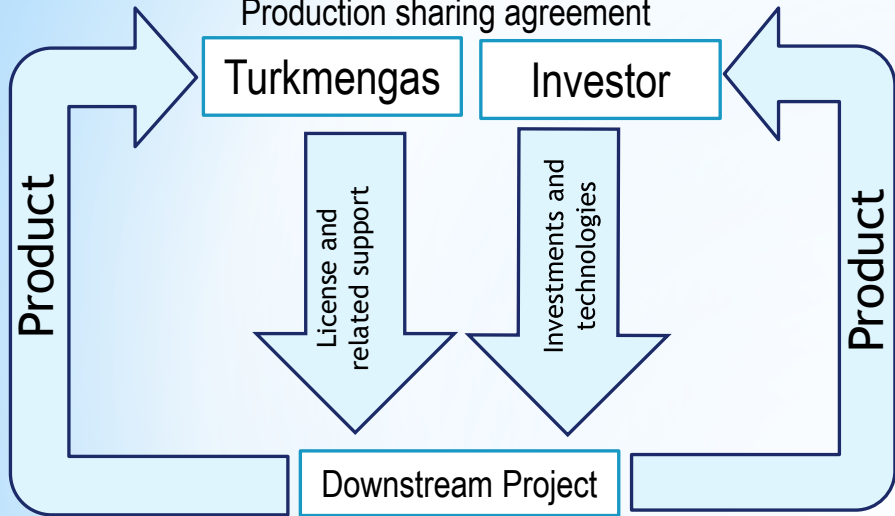 Production sharing agreement
Turkmengas
Investor
Product
License and
related support
Investments and
technologies
Product
Downstream Project